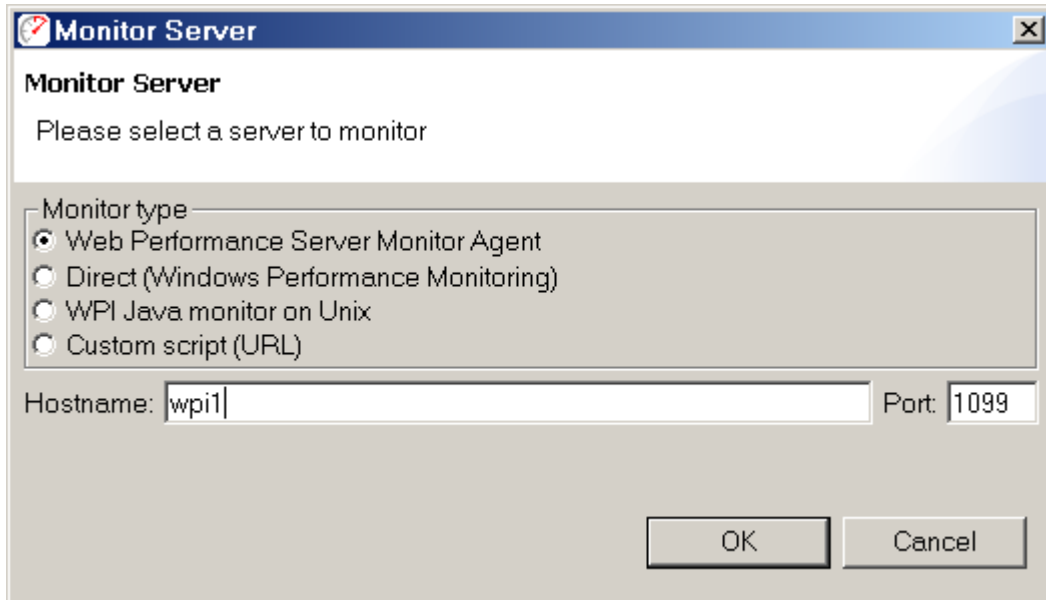 Monitor Server
Monitor Server
Please select a server to monitor
Monitor type
Web Performance Server Monitor Agent
Direct (Windows Performance Monitoring)
WPI Java monitor on Unix
Custom script (URL)
Hostname: wpi1 Port: 1099
OK Cancel